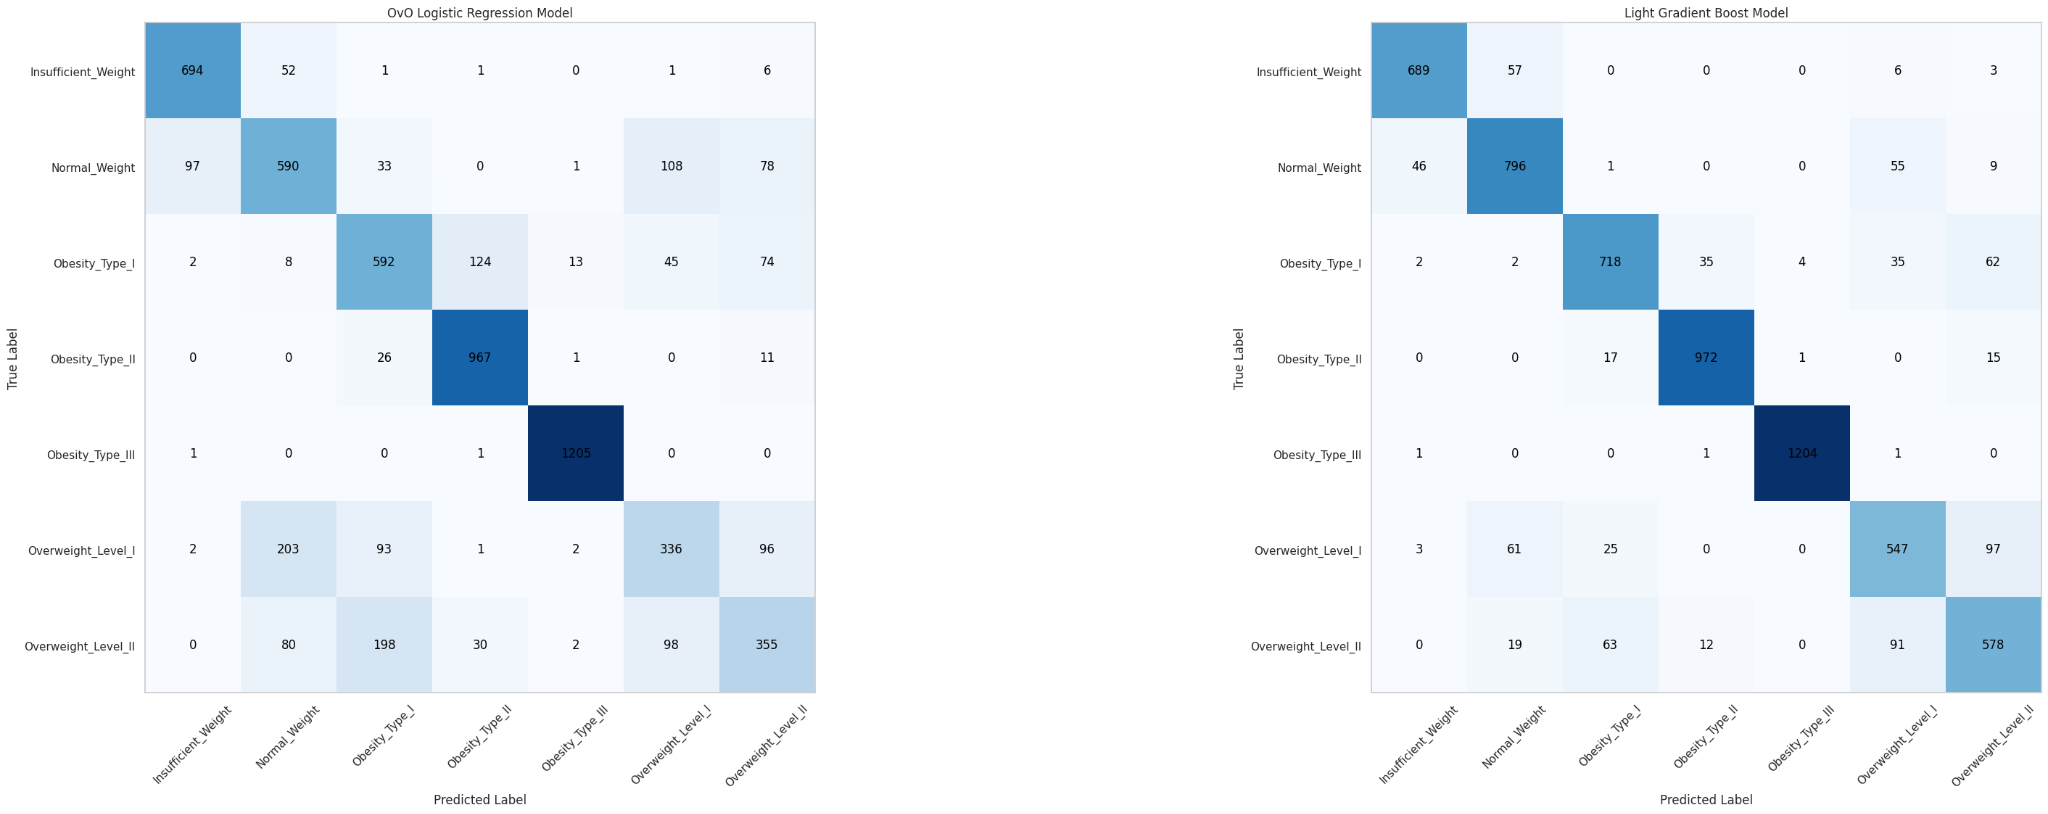 OvO Logistic Regression Model
True Label
Insufficient_Weight 694 52 1 1 0 1 6
Normal_Weight 97 590 33 0 1 108 78
Obesity_Type_I 2 8 592 124 13 45 74
Obesity_Type_II 0 0 26 967 1 0 11
Obesity_Type_III 1 0 0 1 1205 0 0
Overweight_Level_I 2 203 93 1 2 336 96
Overweight_Level_II 0 80 198 30 2 98 355
Insufficient_Weight Normal_Weight Obesity_Type_I Obesity_Type_II Obesity_Type_III Overweight_Level_I Overweight_Level_II
Predicted Label
Light Gradient Boost Model
True Label
Insufficient_Weight 689 57 0 0 0 6 3
Normal_Weight 46 796 1 0 0 55 9
Obesity_Type_I 2 2 718 35 4 35 62
Obesity_Type_II 0 0 17 972 1 0 15
Obesity_Type_III 1 0 0 1 1204 1 0
Overweight_Level_I 3 61 25 0 0 547 97
Overweight_Level_II 0 19 63 12 0 91 578
Insufficient_Weight Normal_Weight Obesity_Type_I Obesity_Type_II Obesity_Type_III Overweight_Level_I Overweight_Level_II
Predicted Label